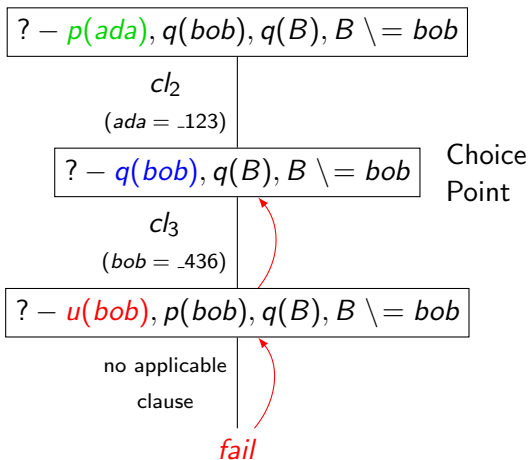 ? − p(ada), q(bob), q(B), B \= bob
cl2
(ada = _123)
? − q(bob), q(B), B \= bob
Choice
Point
cl3
(bob = _436)
? − u(bob), p(bob), q(B), B \= bob
no applicable
clause
fail